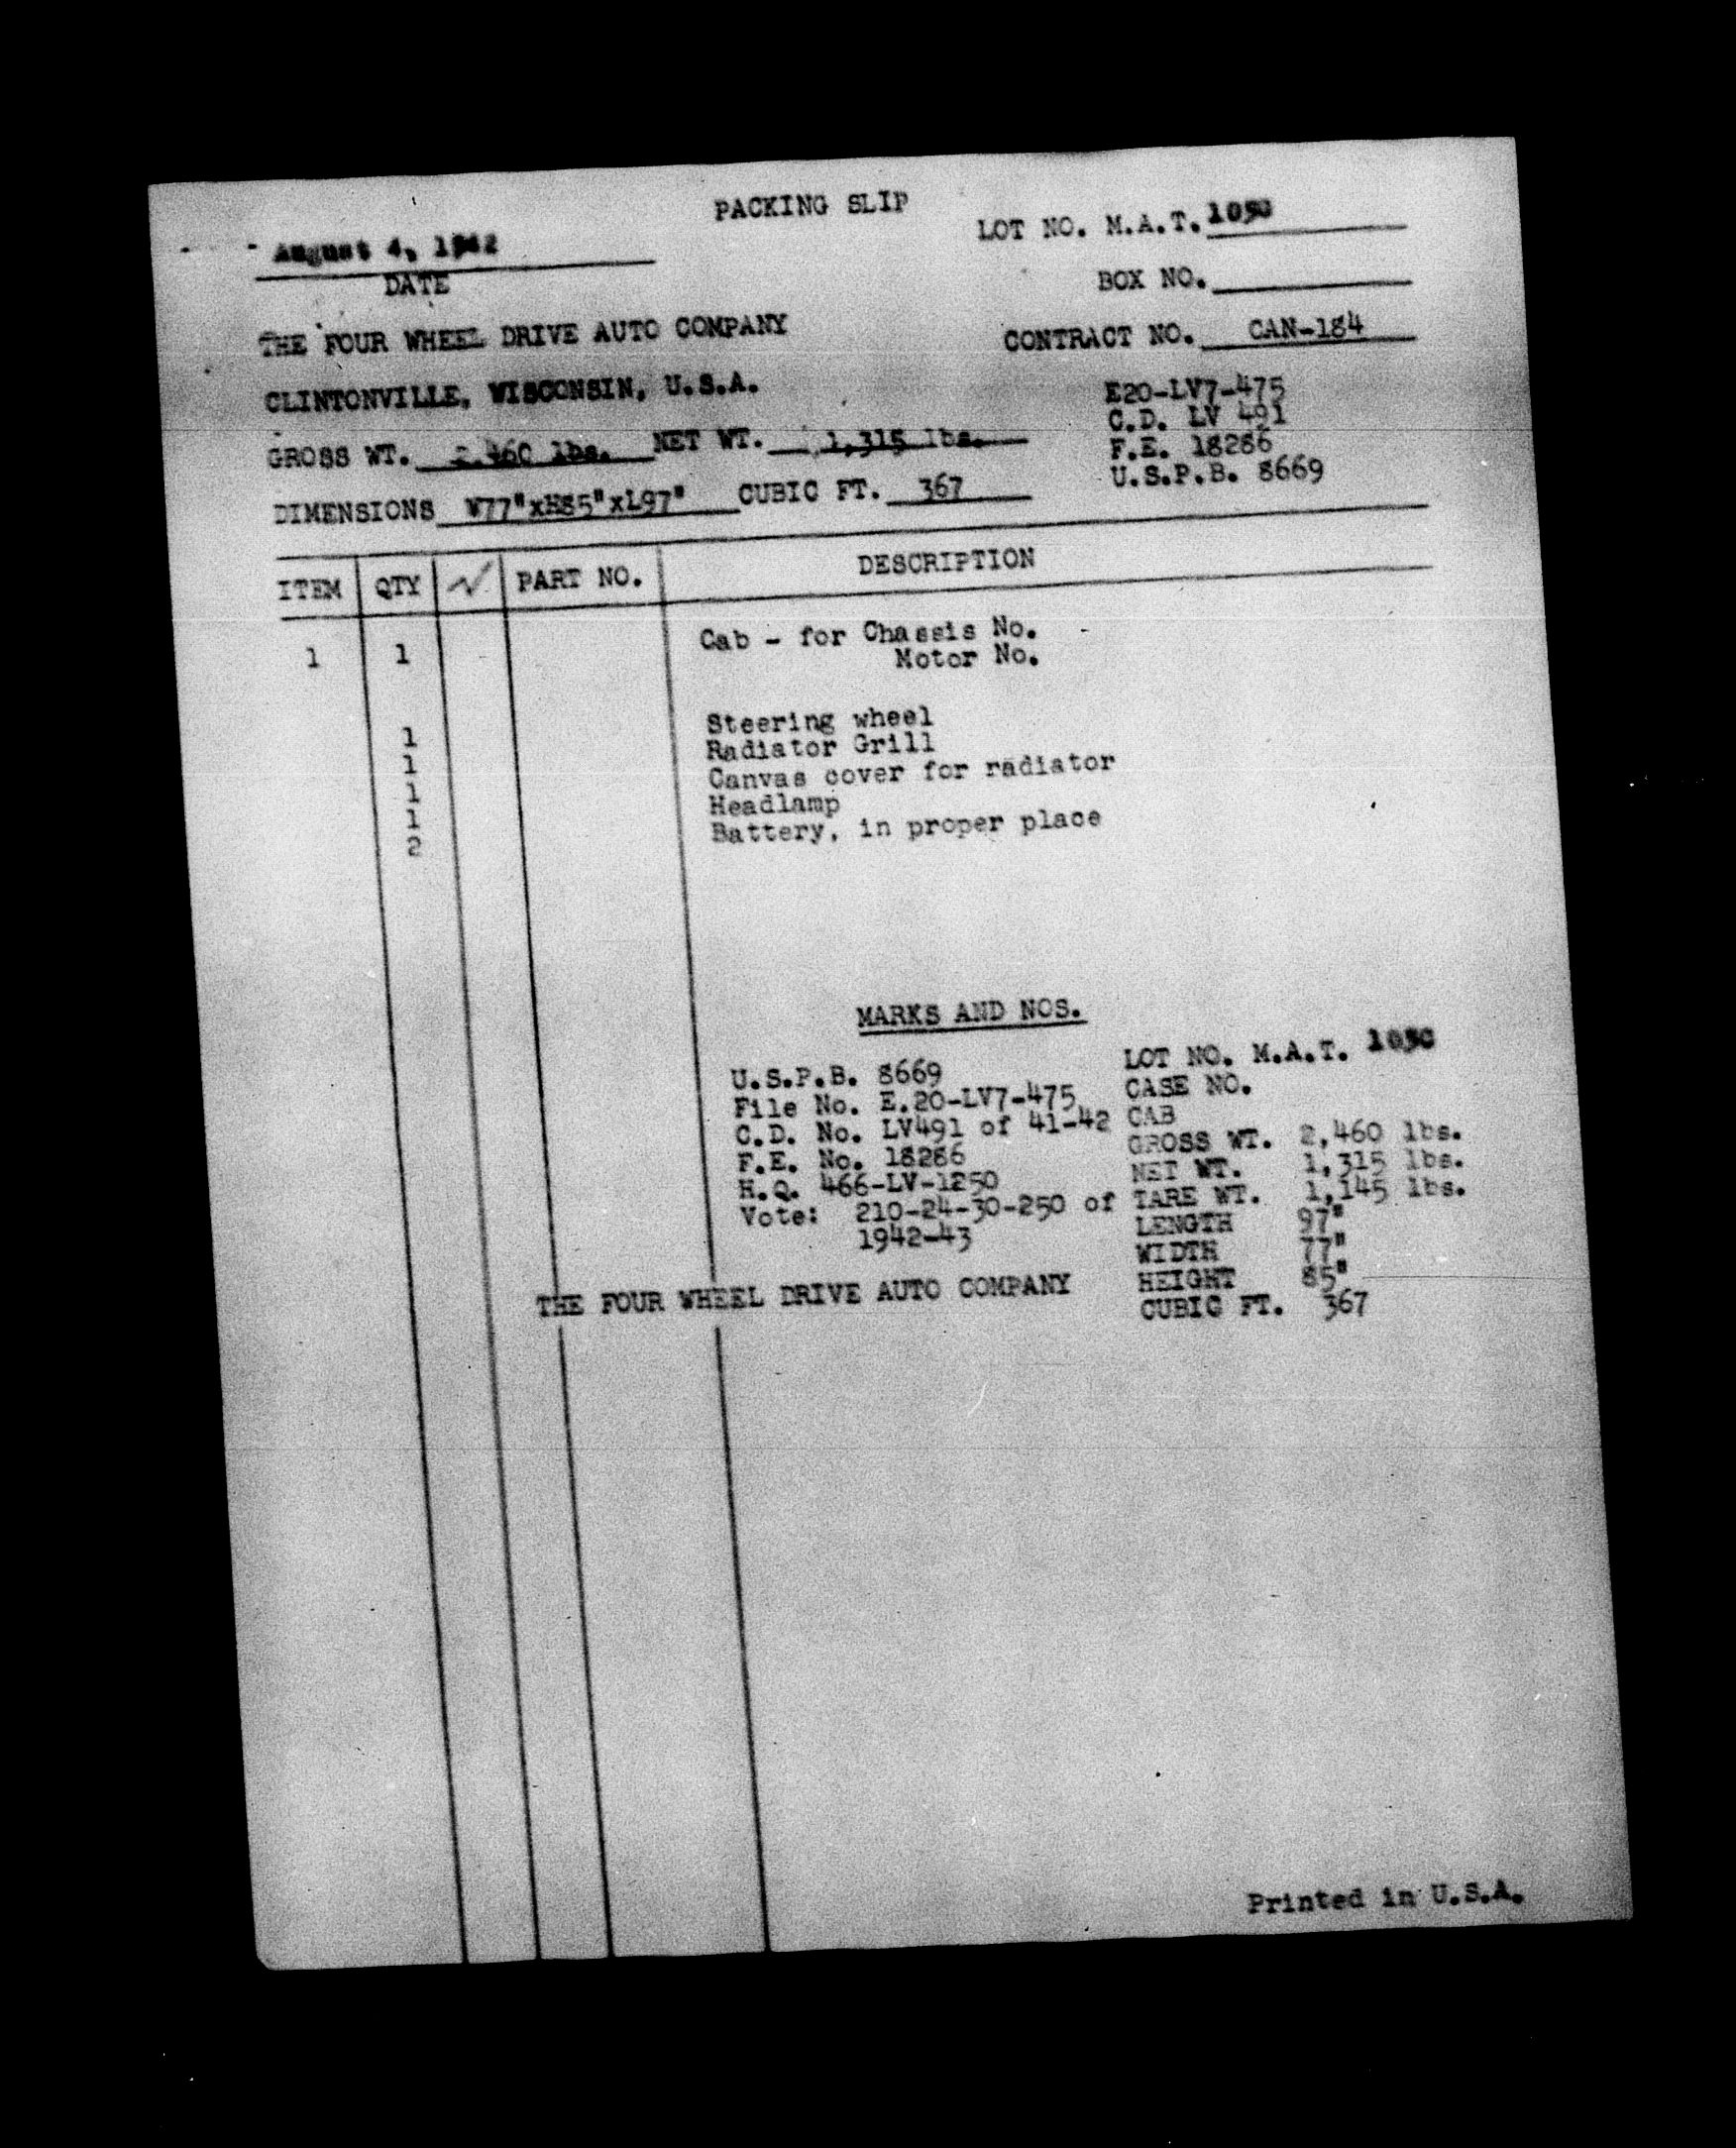 PACKING SLIP
August 4, 1942
LOT NO. M.A.T. 1030
DATE
BOX NO.
THE FOUR WHEEL DRIVE AUTO COMPANY
CONTRACT NO. CAN-184
CLINTONVILLE, WISCONSIN, U.S.A.
E20-LV7-475
C.D. LV 491
GROSS WT. 2,460 lbs. NET WT. 1,315 lbs.
F.E. 18286
U.S.P.B. 8669
DIMENSIONS W77"xH85"xL97" CUBIC FT. 367
ITEM QTY PART NO. DESCRIPTION
1 1 Cab - for Chassis No.
Motor No.
1 Steering wheel
1 Radiator Grill
1 Canvas cover for radiator
1 Headlamp
2 Battery, in proper place
MARKS AND NOS.
U.S.P.B. 8669
File No. E.20-LV7-475
C.D. No. LV491 of 41-42
F.E. No. 18286
H.Q. 466-LV-1250
Vote: 210-24-30-250 of
1942-43
LOT NO. M.A.T. 1030
CASE NO.
CAB
GROSS WT. 2,460 lbs.
NET WT. 1,315 lbs.
TARE WT. 1,145 lbs.
LENGTH 97"
WIDTH 77"
HEIGHT 85"
CUBIC FT. 367
THE FOUR WHEEL DRIVE AUTO COMPANY
Printed in U.S.A.